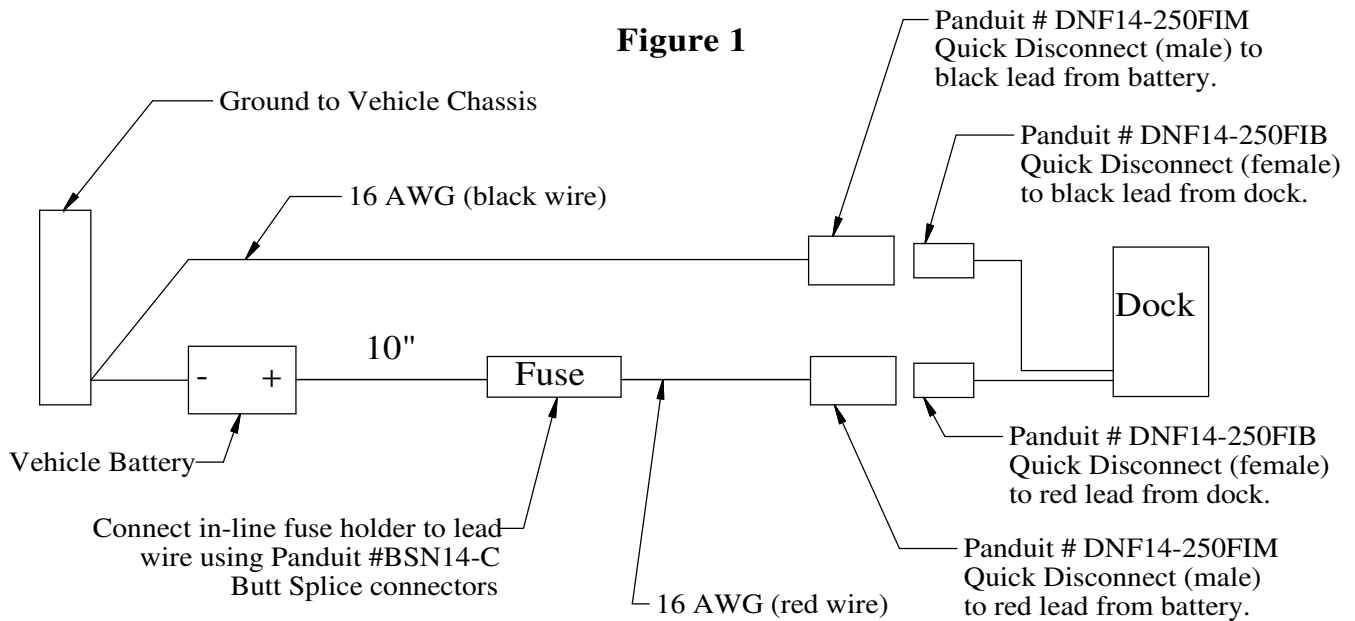 Figure 1
Panduit # DNF14-250FIM
Quick Disconnect (male) to
black lead from battery.
Ground to Vehicle Chassis
Panduit # DNF14-250FIB
Quick Disconnect (female)
to black lead from dock.
16 AWG (black wire)
Dock
10"
- +
Fuse
Vehicle Battery
Panduit # DNF14-250FIB
Quick Disconnect (female)
to red lead from dock.
Connect in-line fuse holder to lead
wire using Panduit #BSN14-C
Butt Splice connectors
Panduit # DNF14-250FIM
Quick Disconnect (male)
to red lead from battery.
16 AWG (red wire)